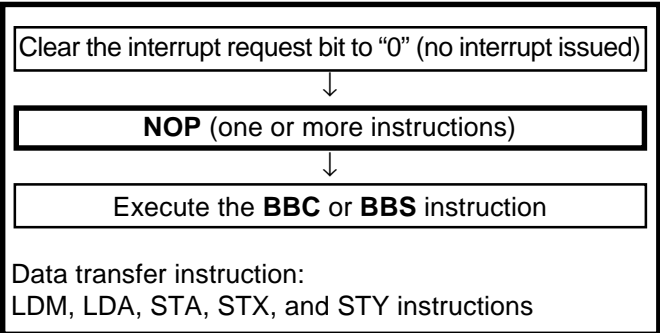 Clear the interrupt request bit to “0” (no interrupt issued)
↓
NOP (one or more instructions)
↓
Execute the BBC or BBS instruction
Data transfer instruction:
LDM, LDA, STA, STX, and STY instructions